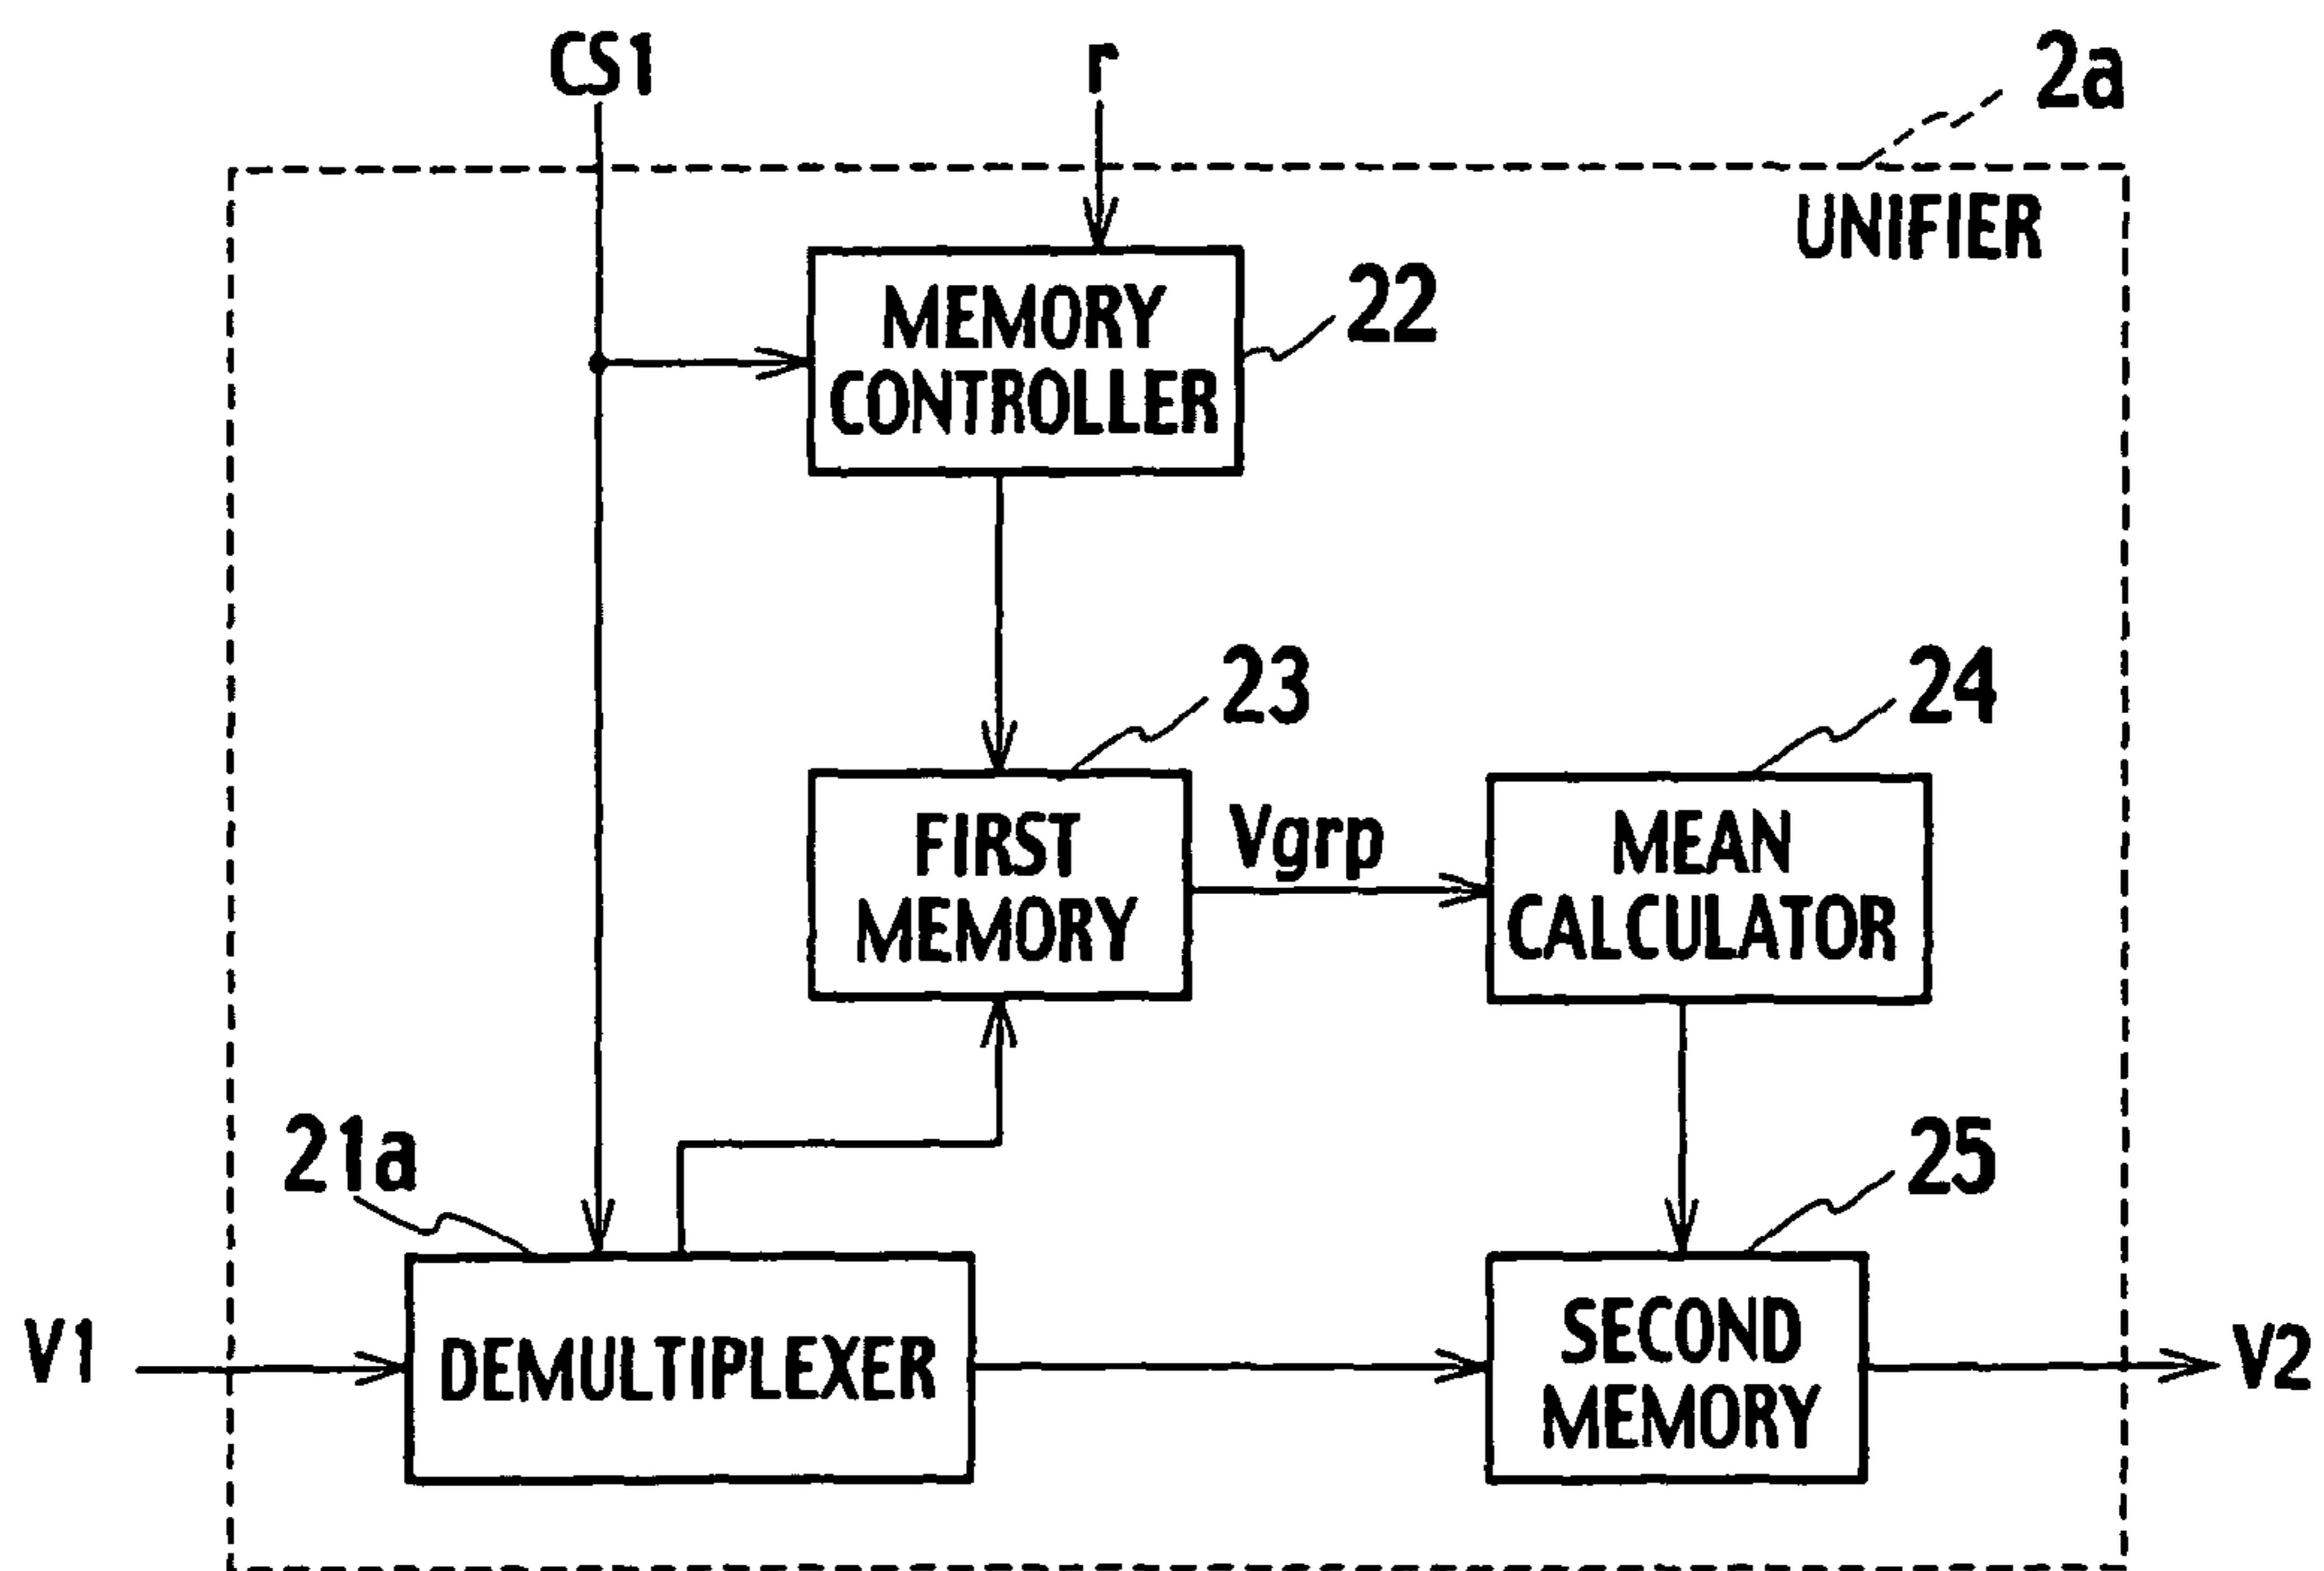 CS1
r
2a
UNIFIER
MEMORY
CONTROLLER
22
23
24
FIRST
MEMORY
Vgrp
MEAN
CALCULATOR
21a
25
V1
DEMULTIPLEXER
SECOND
MEMORY
V2